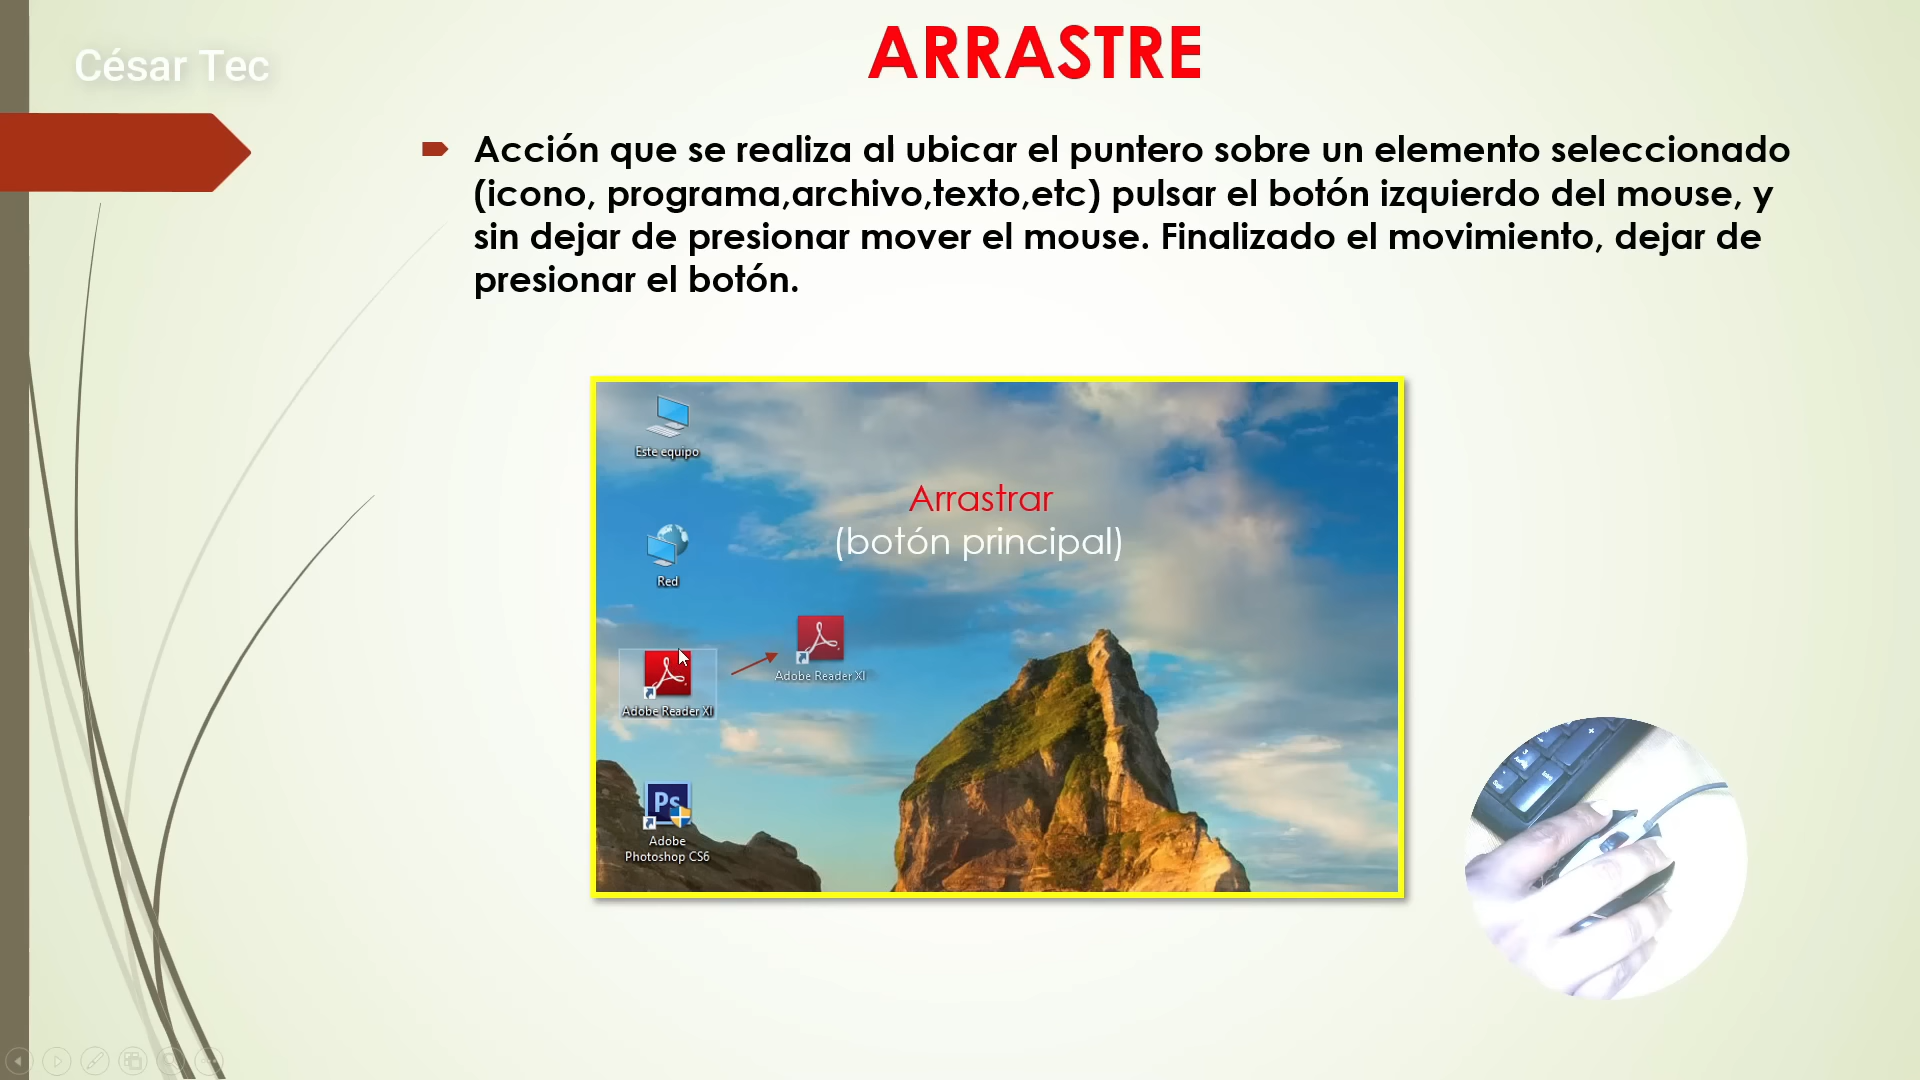 César Tec
ARRASTRE
Acción que se realiza al ubicar el puntero sobre un elemento seleccionado
(icono, programa,archivo,texto,etc) pulsar el botón izquierdo del mouse, y
sin dejar de presionar mover el mouse. Finalizado el movimiento, dejar de
presionar el botón.
Este equipo
Arrastrar
(botón principal)
Red
Adobe Reader XI
Adobe Reader XI
Ps
Adobe
Photoshop CS6